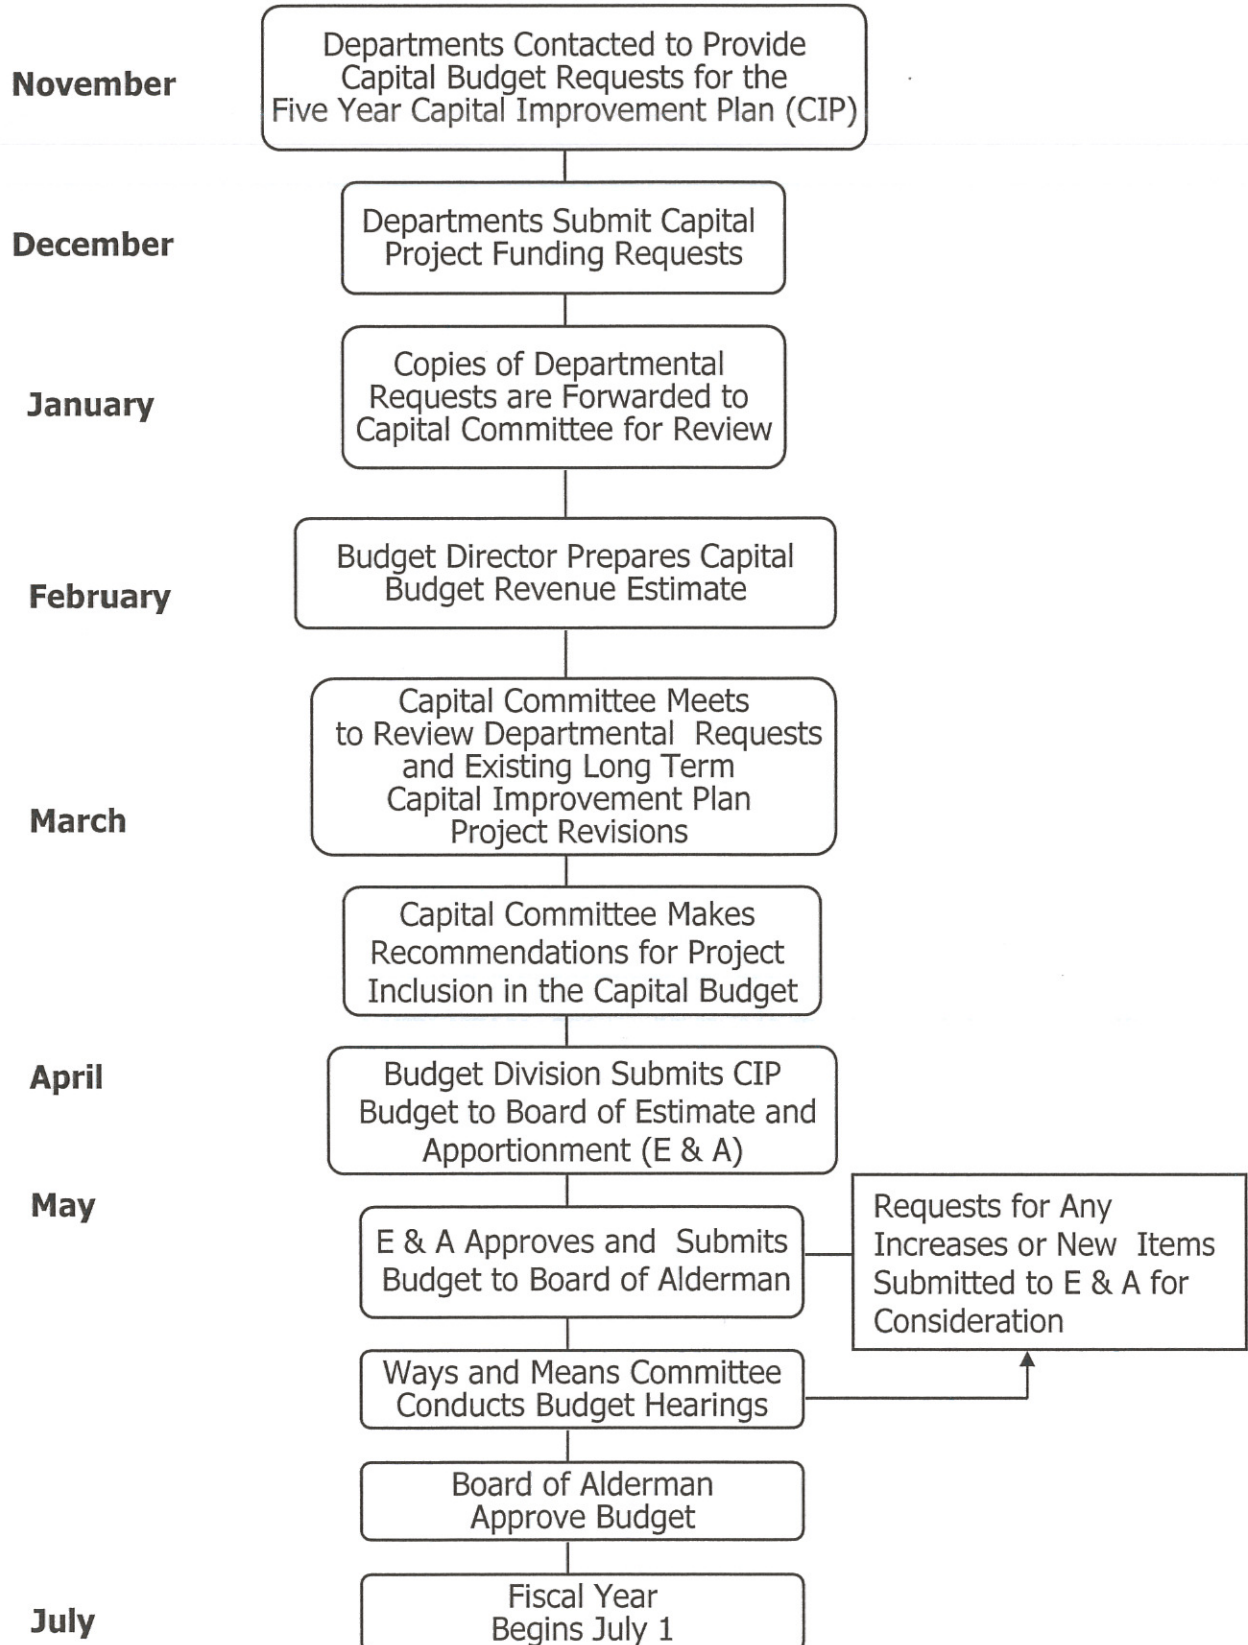 November
Departments Contacted to Provide
Capital Budget Requests for the
Five Year Capital Improvement Plan (CIP)
December
Departments Submit Capital
Project Funding Requests
January
Copies of Departmental
Requests are Forwarded to
Capital Committee for Review
February
Budget Director Prepares Capital
Budget Revenue Estimate
March
Capital Committee Meets
to Review Departmental Requests
and Existing Long Term
Capital Improvement Plan
Project Revisions
Capital Committee Makes
Recommendations for Project
Inclusion in the Capital Budget
April
Budget Division Submits CIP
Budget to Board of Estimate and
Apportionment (E & A)
May
E & A Approves and Submits
Budget to Board of Alderman
Requests for Any
Increases or New Items
Submitted to E & A for
Consideration
Ways and Means Committee
Conducts Budget Hearings
Board of Alderman
Approve Budget
July
Fiscal Year
Begins July 1